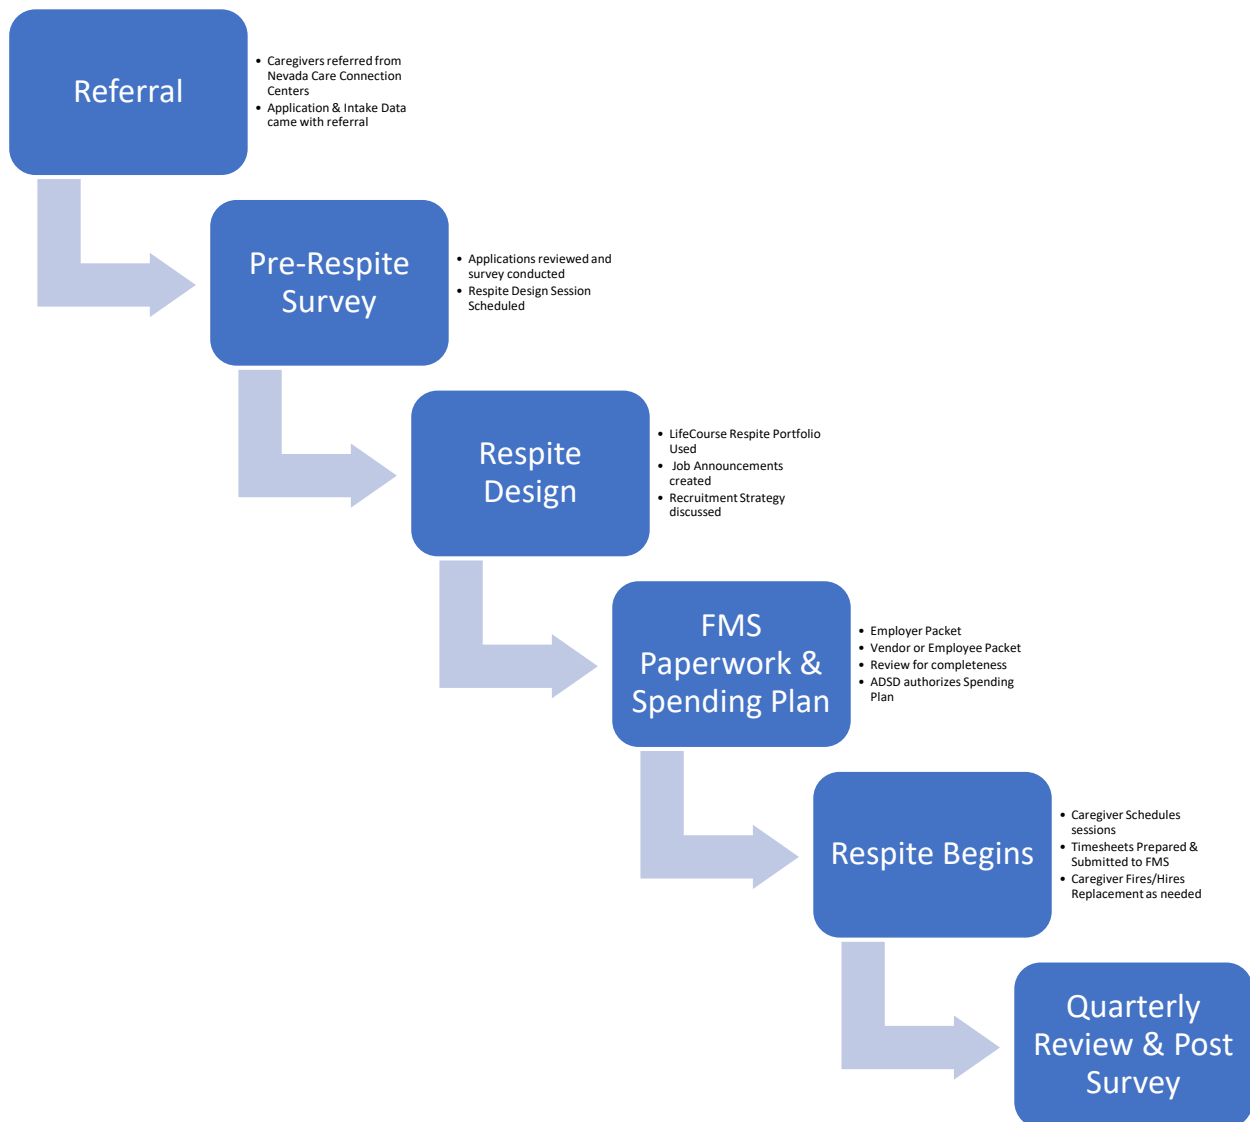 Referral
• Caregivers referred from
Nevada Care Connection
Centers
• Application & Intake Data
came with referral
Pre-Respite
Survey
• Applications reviewed and
survey conducted
• Respite Design Session
Scheduled
Respite
Design
• LifeCourse Respite Portfolio
Used
• Job Announcements
created
• Recruitment Strategy
discussed
FMS
Paperwork &
Spending Plan
• Employer Packet
• Vendor or Employee Packet
• Review for completeness
• ADSD authorizes Spending
Plan
Respite Begins
• Caregiver Schedules
sessions
• Timesheets Prepared &
Submitted to FMS
• Caregiver Fires/Hires
Replacement as needed
Quarterly
Review & Post
Survey